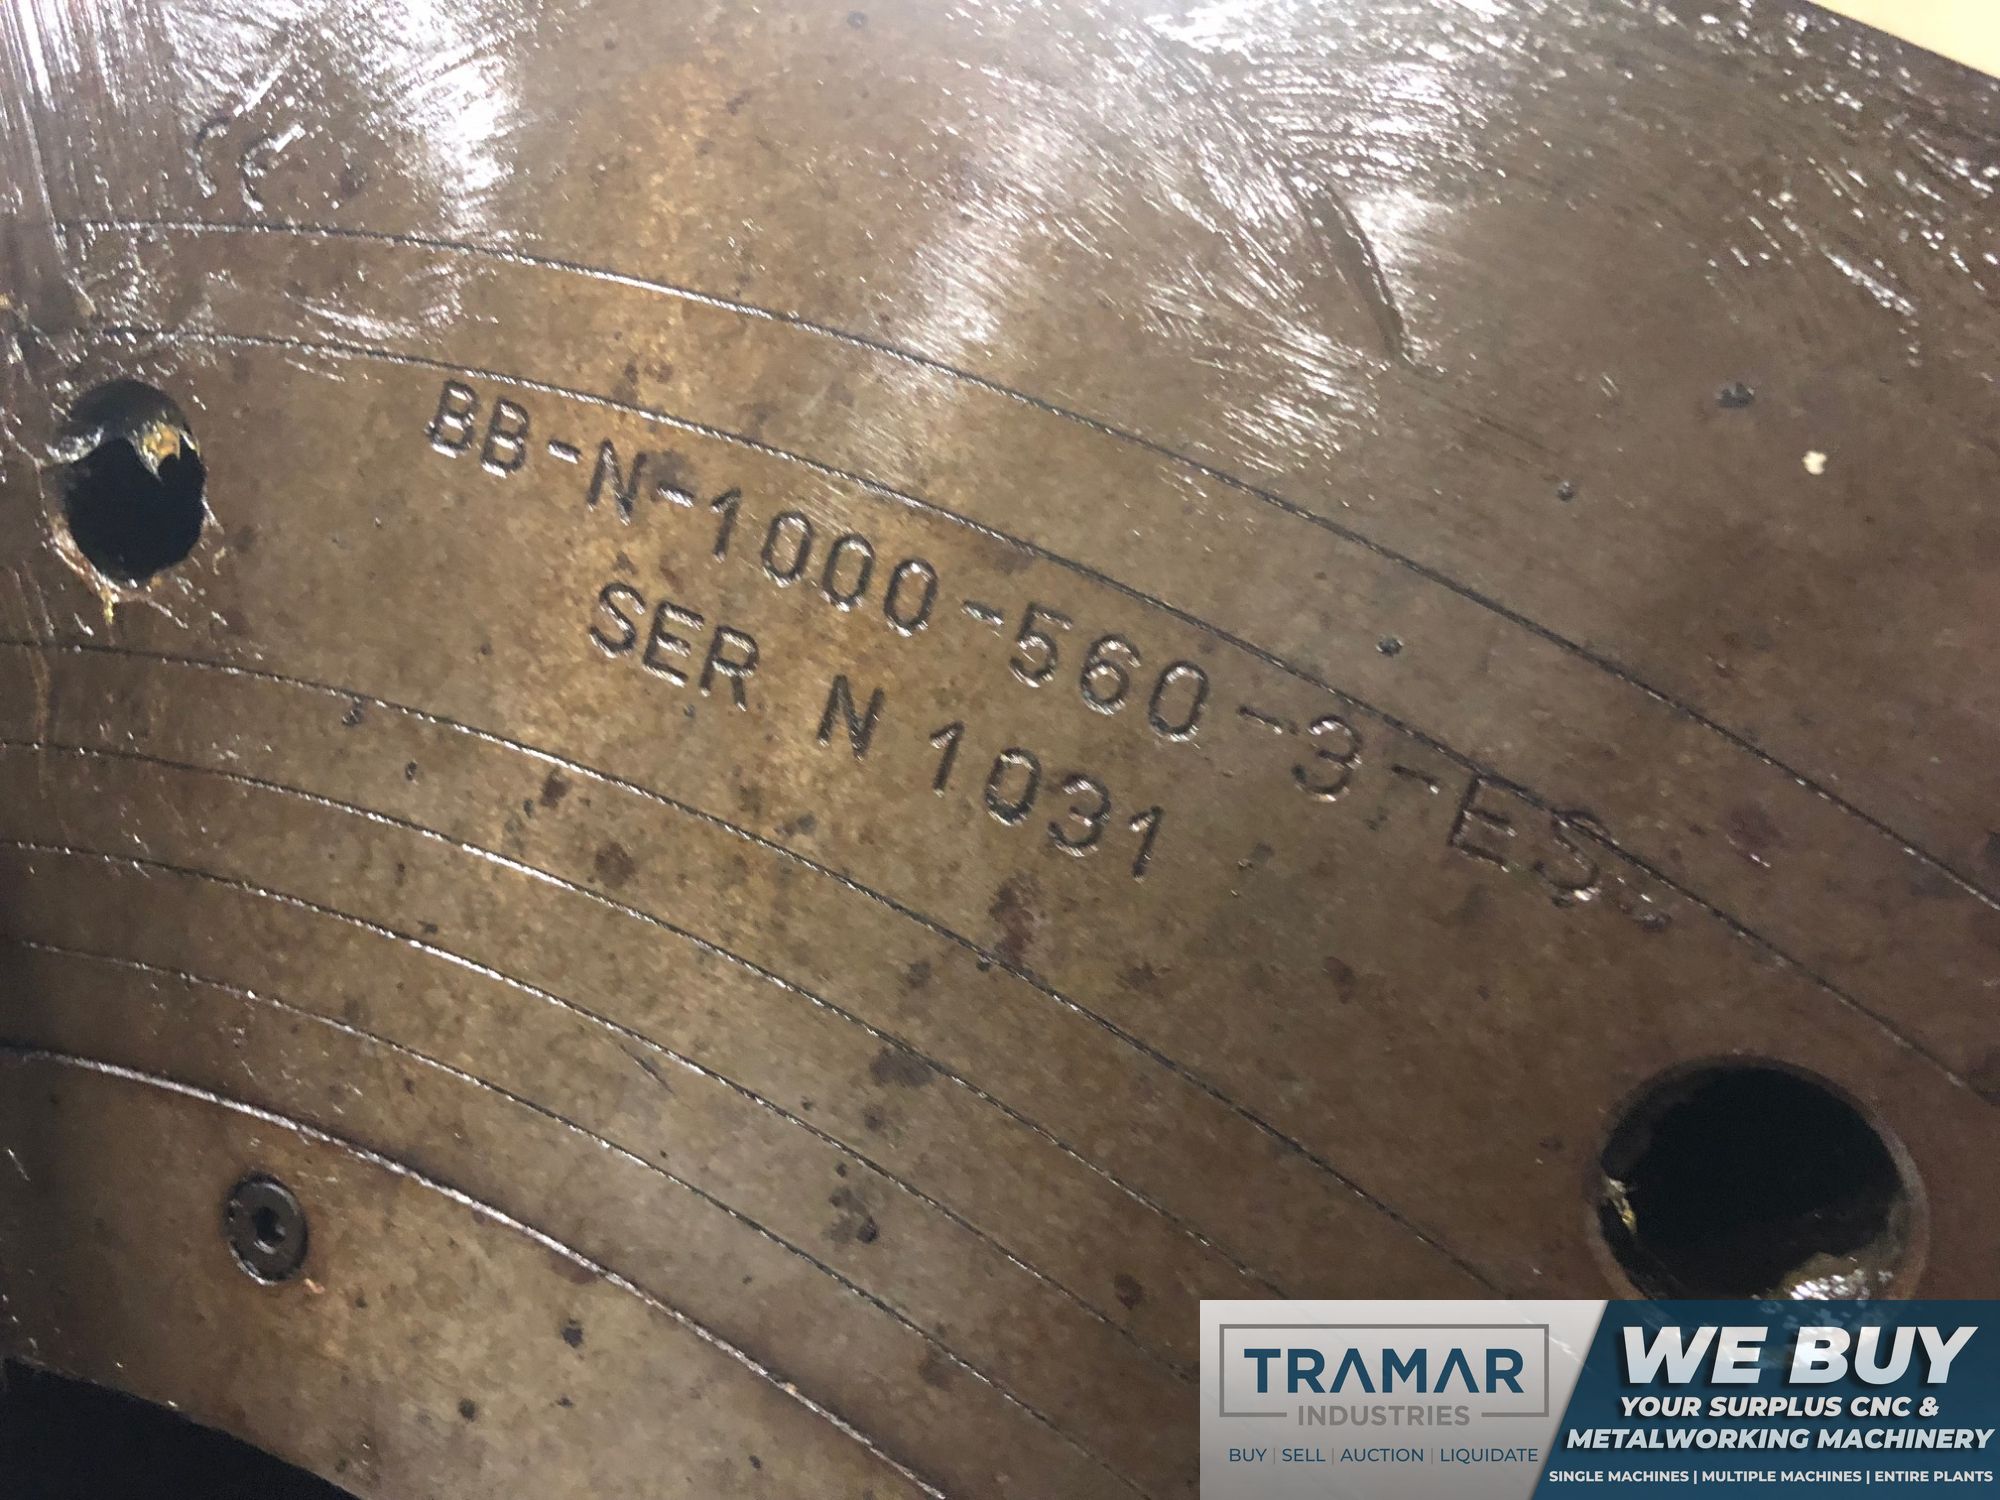 BB-N-1000-560-3-ES
SER N 1031
TRAMAR
INDUSTRIES
BUY | SELL | AUCTION | LIQUIDATE
WE BUY
YOUR SURPLUS CNC &
METALWORKING MACHINERY
SINGLE MACHINES | MULTIPLE MACHINES | ENTIRE PLANTS